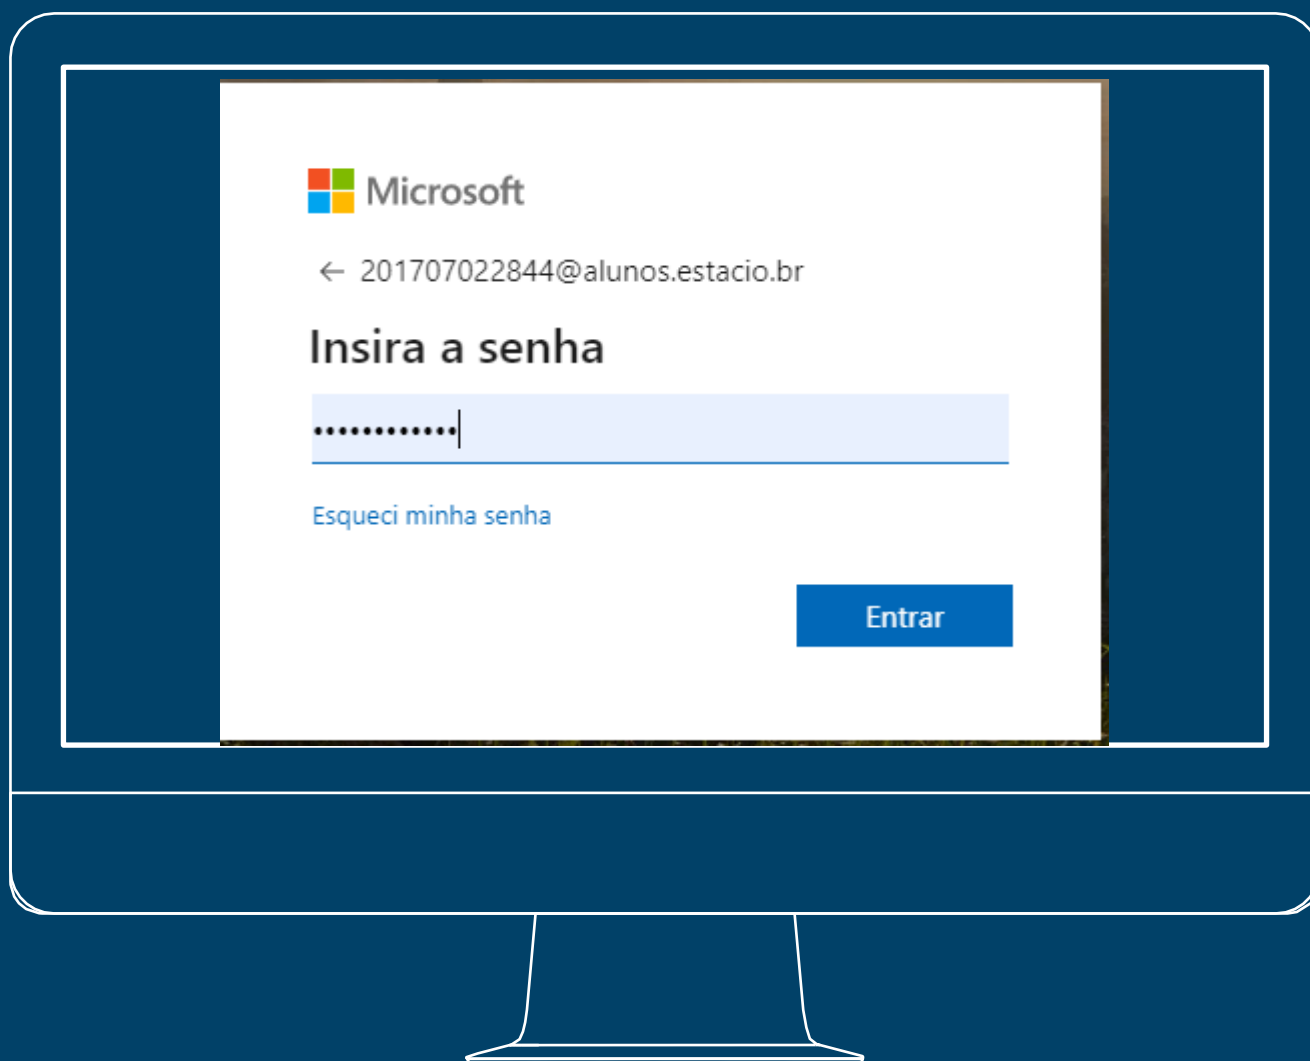 Microsoft
← 201707022844@alunos.estacio.br
Insira a senha
••••••••••••
Esqueci minha senha
Entrar